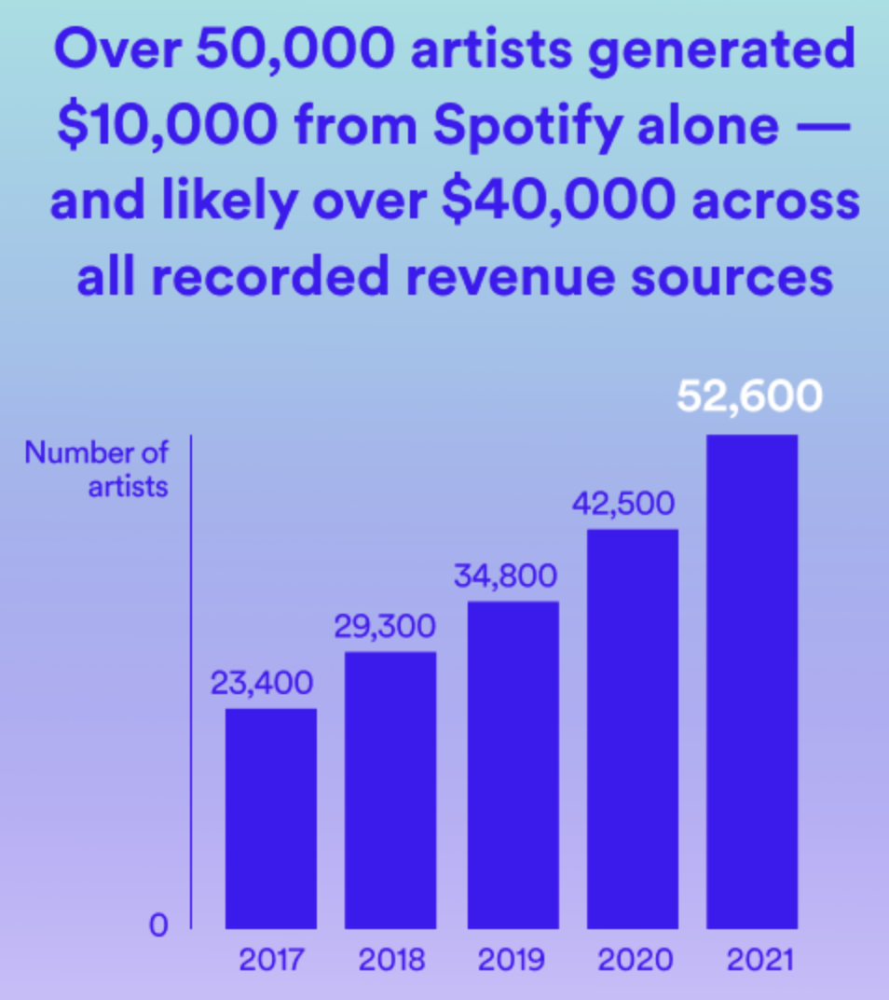 Over 50,000 artists generated
$10,000 from Spotify alone —
and likely over $40,000 across
all recorded revenue sources
52,600
Number of
artists
42,500
34,800
29,300
23,400
0
2017 2018 2019 2020 2021